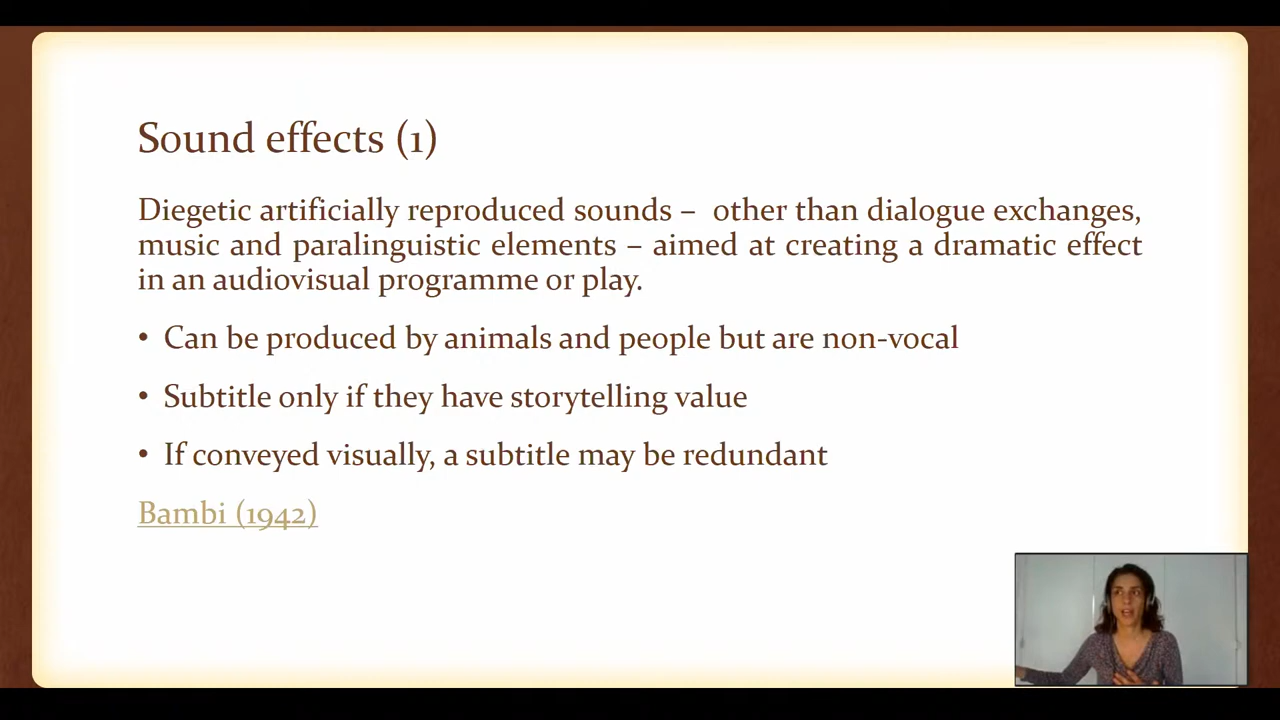 Sound effects (1)
Diegetic artificially reproduced sounds – other than dialogue exchanges,
music and paralinguistic elements – aimed at creating a dramatic effect
in an audiovisual programme or play.
• Can be produced by animals and people but are non-vocal
• Subtitle only if they have storytelling value
• If conveyed visually, a subtitle may be redundant
Bambi (1942)